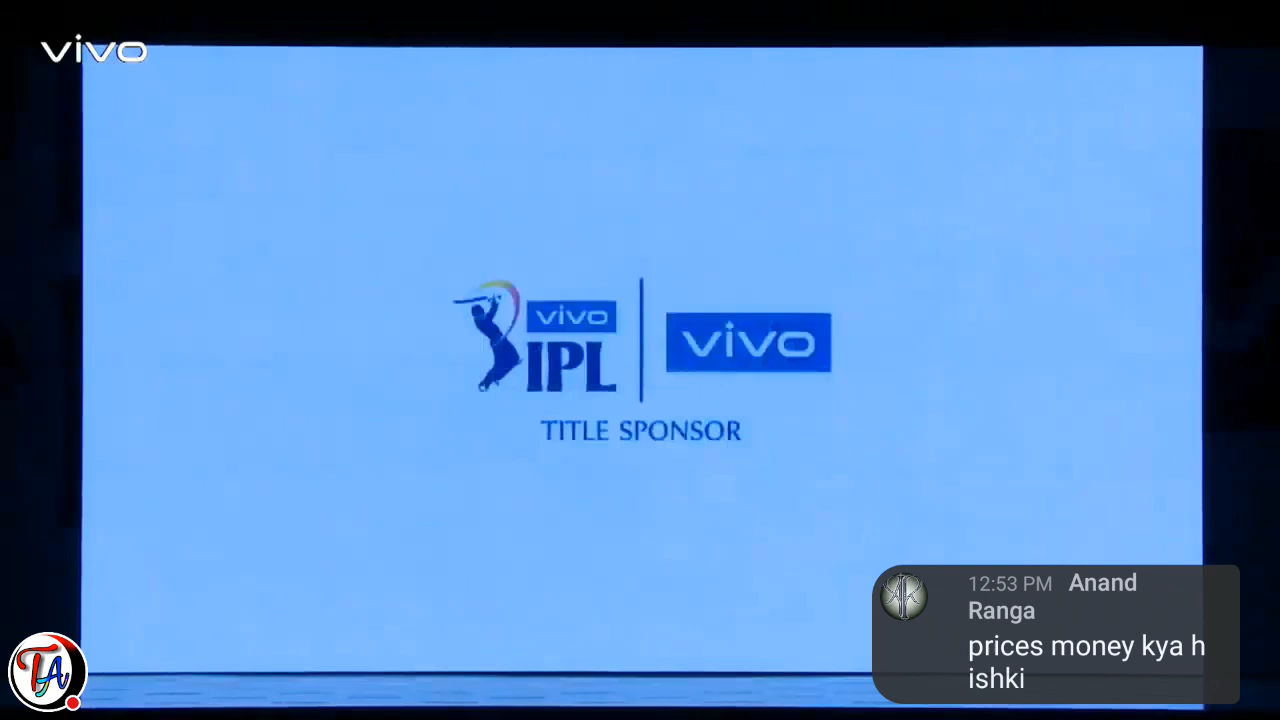 vivo
vivo
IPL
vivo
TITLE SPONSOR
12:53 PM Anand
Ranga
prices money kya h
ishki
TA